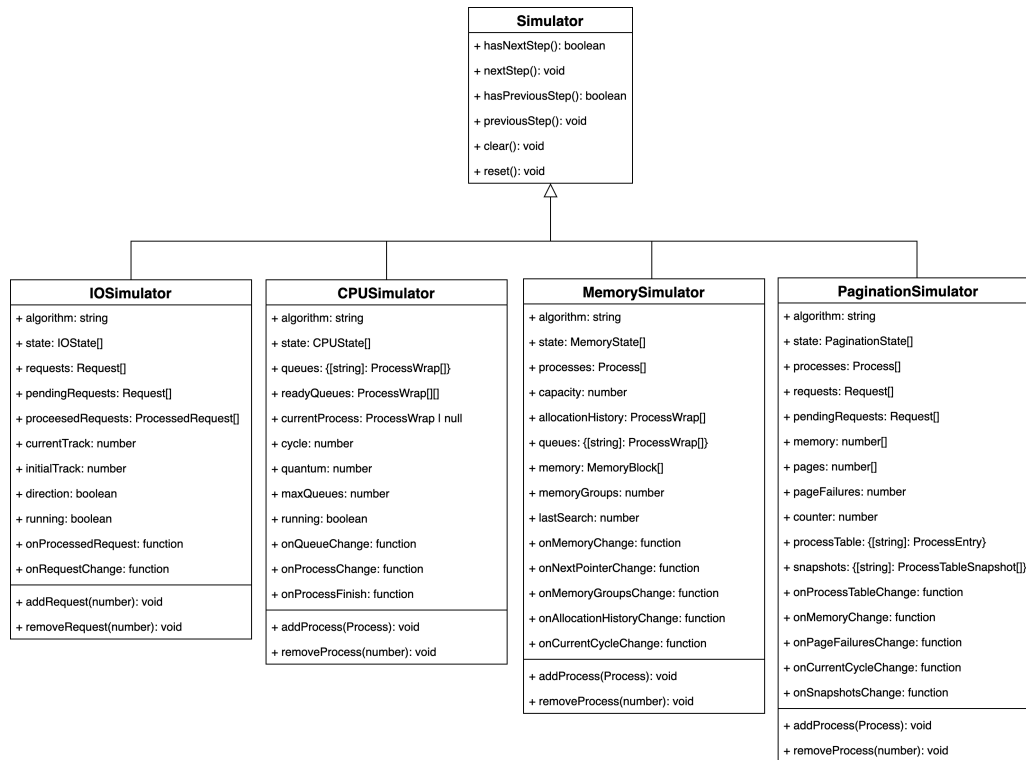 Simulator
+ hasNextStep(): boolean
+ nextStep(): void
+ hasPreviousStep(): boolean
+ previousStep(): void
+ clear(): void
+ reset(): void
IOSimulator
+ algorithm: string
+ state: IOState[]
+ requests: Request[]
+ pendingRequests: Request[]
+ proceesedRequests: ProcessedRequest[]
+ currentTrack: number
+ initialTrack: number
+ direction: boolean
+ running: boolean
+ onProcessedRequest: function
+ onRequestChange: function
+ addRequest(number): void
+ removeRequest(number): void
CPUSimulator
+ algorithm: string
+ state: CPUState[]
+ queues: {[string]: ProcessWrap[]}
+ readyQueues: ProcessWrap[][]
+ currentProcess: ProcessWrap | null
+ cycle: number
+ quantum: number
+ maxQueues: number
+ running: boolean
+ onQueueChange: function
+ onProcessChange: function
+ onProcessFinish: function
+ addProcess(Process): void
+ removeProcess(number): void
MemorySimulator
+ algorithm: string
+ state: MemoryState[]
+ processes: Process[]
+ capacity: number
+ allocationHistory: ProcessWrap[]
+ queues: {[string]: ProcessWrap[]}
+ memory: MemoryBlock[]
+ memoryGroups: number
+ lastSearch: number
+ onMemoryChange: function
+ onNextPointerChange: function
+ onMemoryGroupsChange: function
+ onAllocationHistoryChange: function
+ onCurrentCycleChange: function
+ addProcess(Process): void
+ removeProcess(number): void
PaginationSimulator
+ algorithm: string
+ state: PaginationState[]
+ processes: Process[]
+ requests: Request[]
+ pendingRequests: Request[]
+ memory: number[]
+ pages: number[]
+ pageFailures: number
+ counter: number
+ processTable: {[string]: ProcessEntry}
+ snapshots: {[string]: ProcessTableSnapshot[]}
+ onProcessTableChange: function
+ onMemoryChange: function
+ onPageFailuresChange: function
+ onCurrentCycleChange: function
+ onSnapshotsChange: function
+ addProcess(Process): void
+ removeProcess(number): void